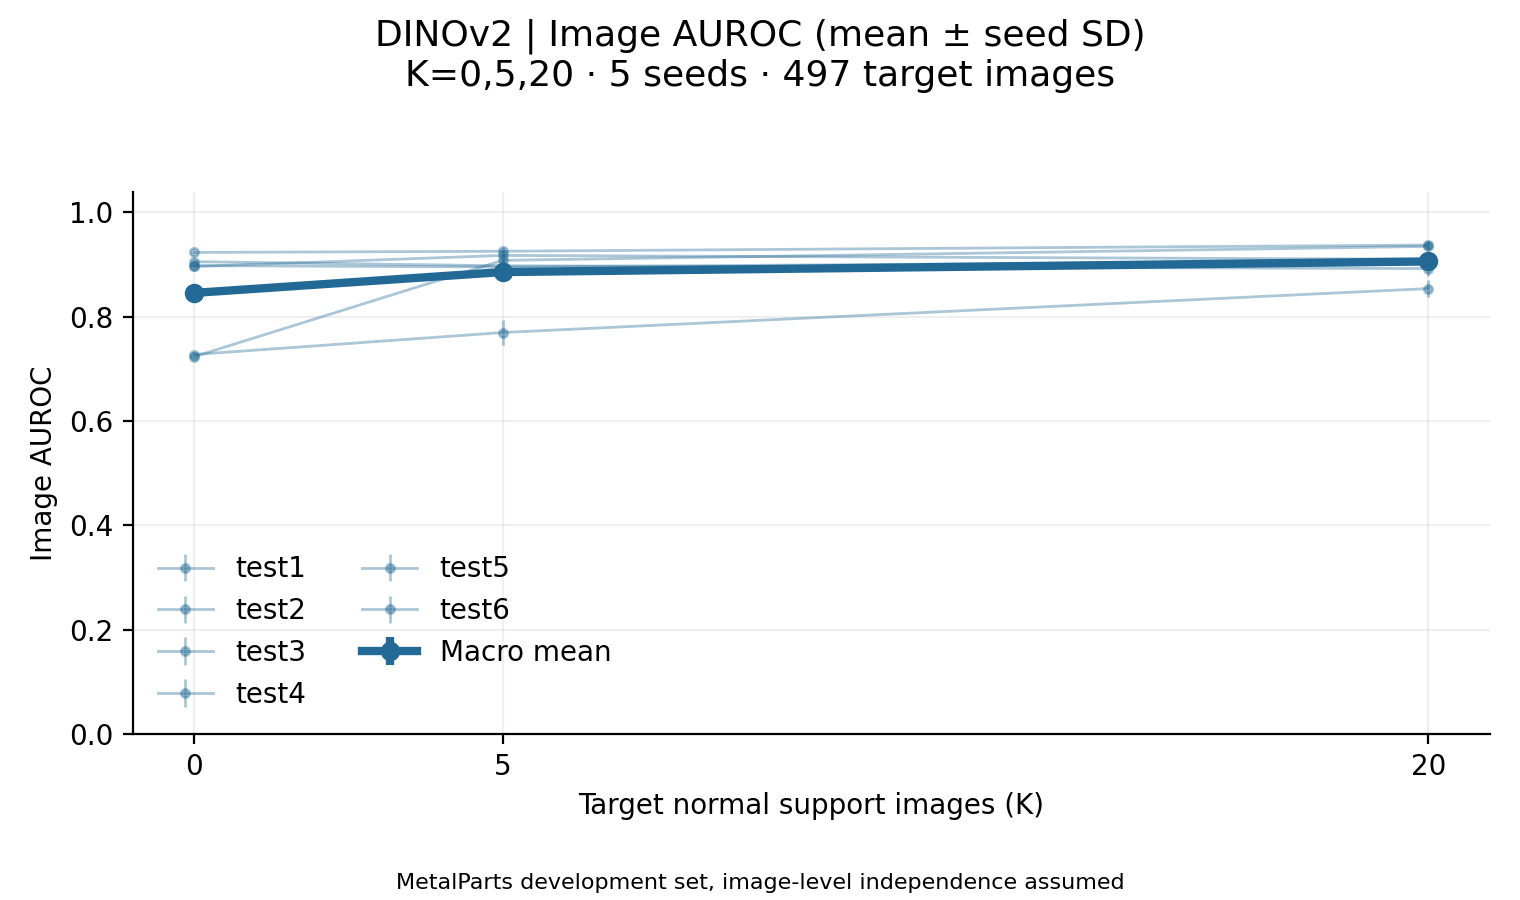 DINOv2 | Image AUROC (mean ± seed SD)
K=0,5,20 · 5 seeds · 497 target images
1.0
0.8
0.6
0.4
0.2
0.0
Image AUROC
test1
test2
test3
test4
test5
test6
Macro mean
0
5
20
Target normal support images (K)
MetalParts development set, image-level independence assumed